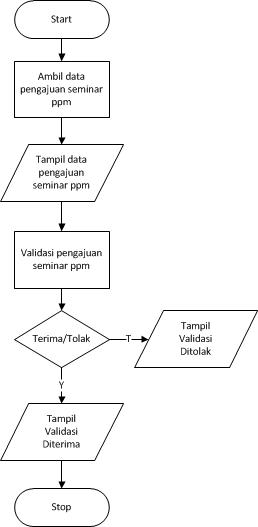 Start
Ambil data
pengajuan seminar
ppm
Tampil data
pengajuan
seminar ppm
Validasi pengajuan
seminar ppm
Terima/Tolak
T
Tampil
Validasi
Ditolak
Y
Tampil
Validasi
Diterima
Stop